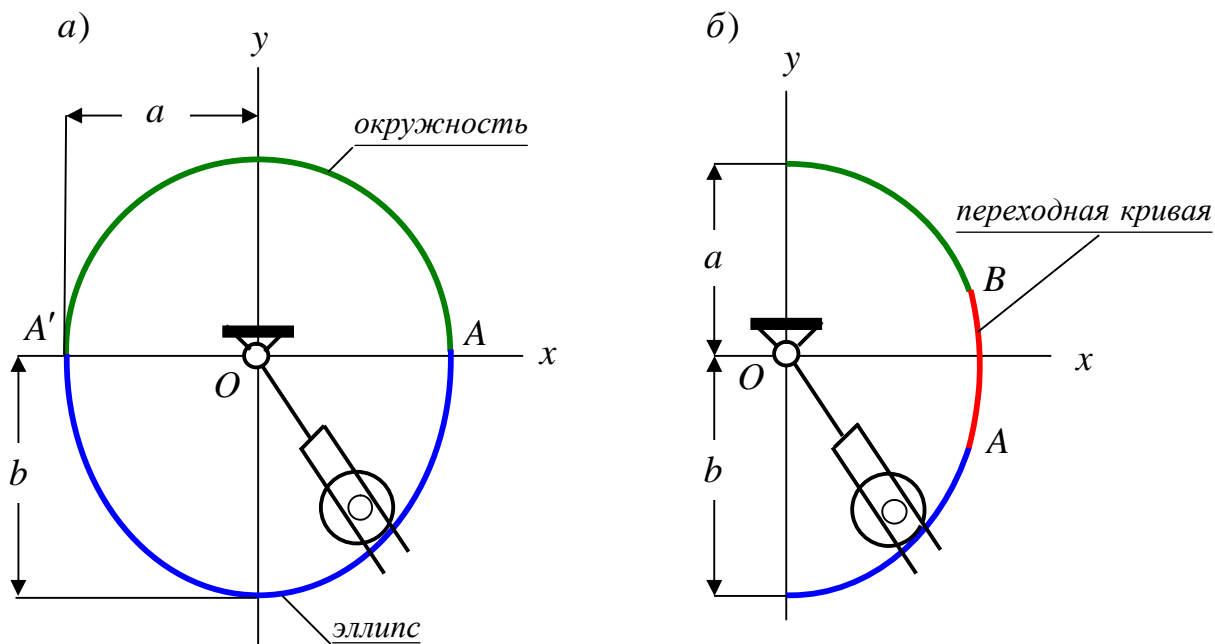 а)
y
a
окружность
A′
A
x
O
b
эллипс
б)
y
переходная кривая
a
B
x
O
A
b